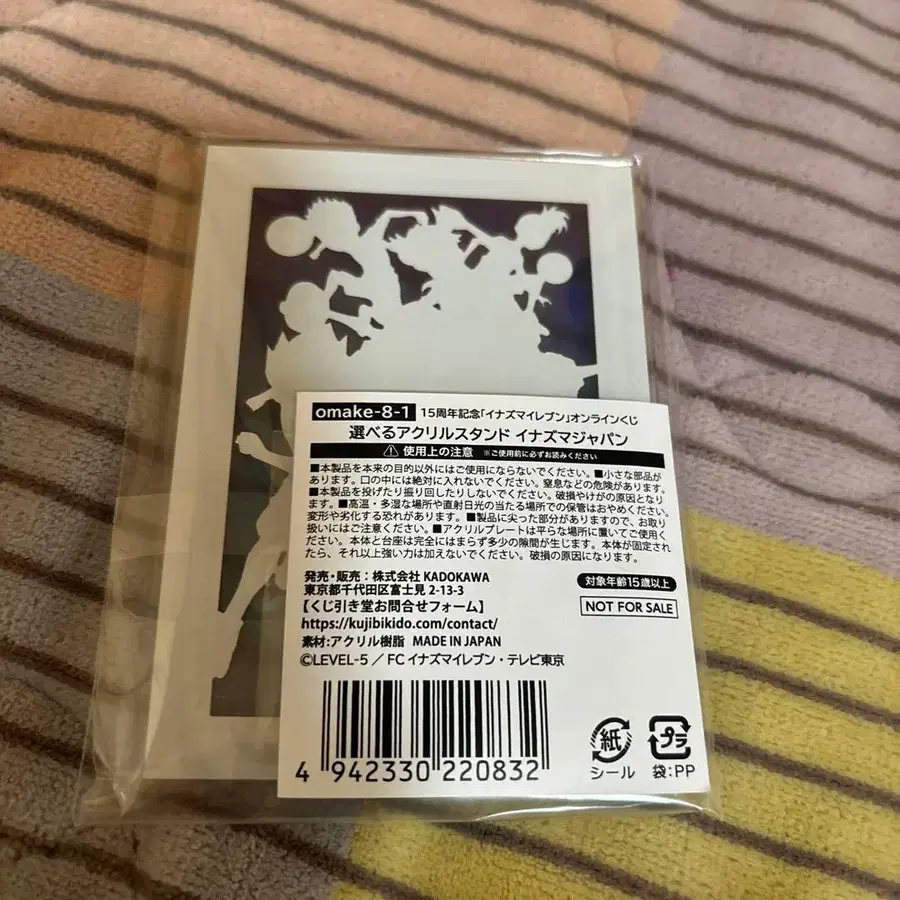 omake-8-1 15周年記念「イナズマイレブン」オンラインくじ
選べるアクリルスタンド イナズマジャパン
⚠ 使用上の注意 ※ご使用前に必ずお読みください
■本製品を本来の目的以外にはご使用にならないでください。■小さな部品が
あります。口の中には絶対に入れないでください。窒息などの危険があります。
■本製品を投げたり振り回したりしないでください。破損やけがの原因となり
ます。■高温・多湿な場所や直射日光の当たる場所での保管はおやめください。
変形や劣化する恐れがあります。■製品に尖った部分がありますので、お取り
扱いにはご注意ください。■アクリルプレートは平らな場所に置いてご使用く
ださい。本体と台座は完全にはまらず多少の隙間が生じます。本体が固定され
たら、それ以上強い力は加えないでください。破損の原因になります。
発売・販売:株式会社 KADOKAWA
東京都千代田区富士見 2-13-3
【くじ引き堂お問合せフォーム】
https://kujibikido.com/contact/
素材:アクリル樹脂 MADE IN JAPAN
©LEVEL-5/FCイナズマイレブン・テレビ東京
対象年齢15歳以上
NOT FOR SALE
4 942330 220832
紙
シール
プラ
袋:PP